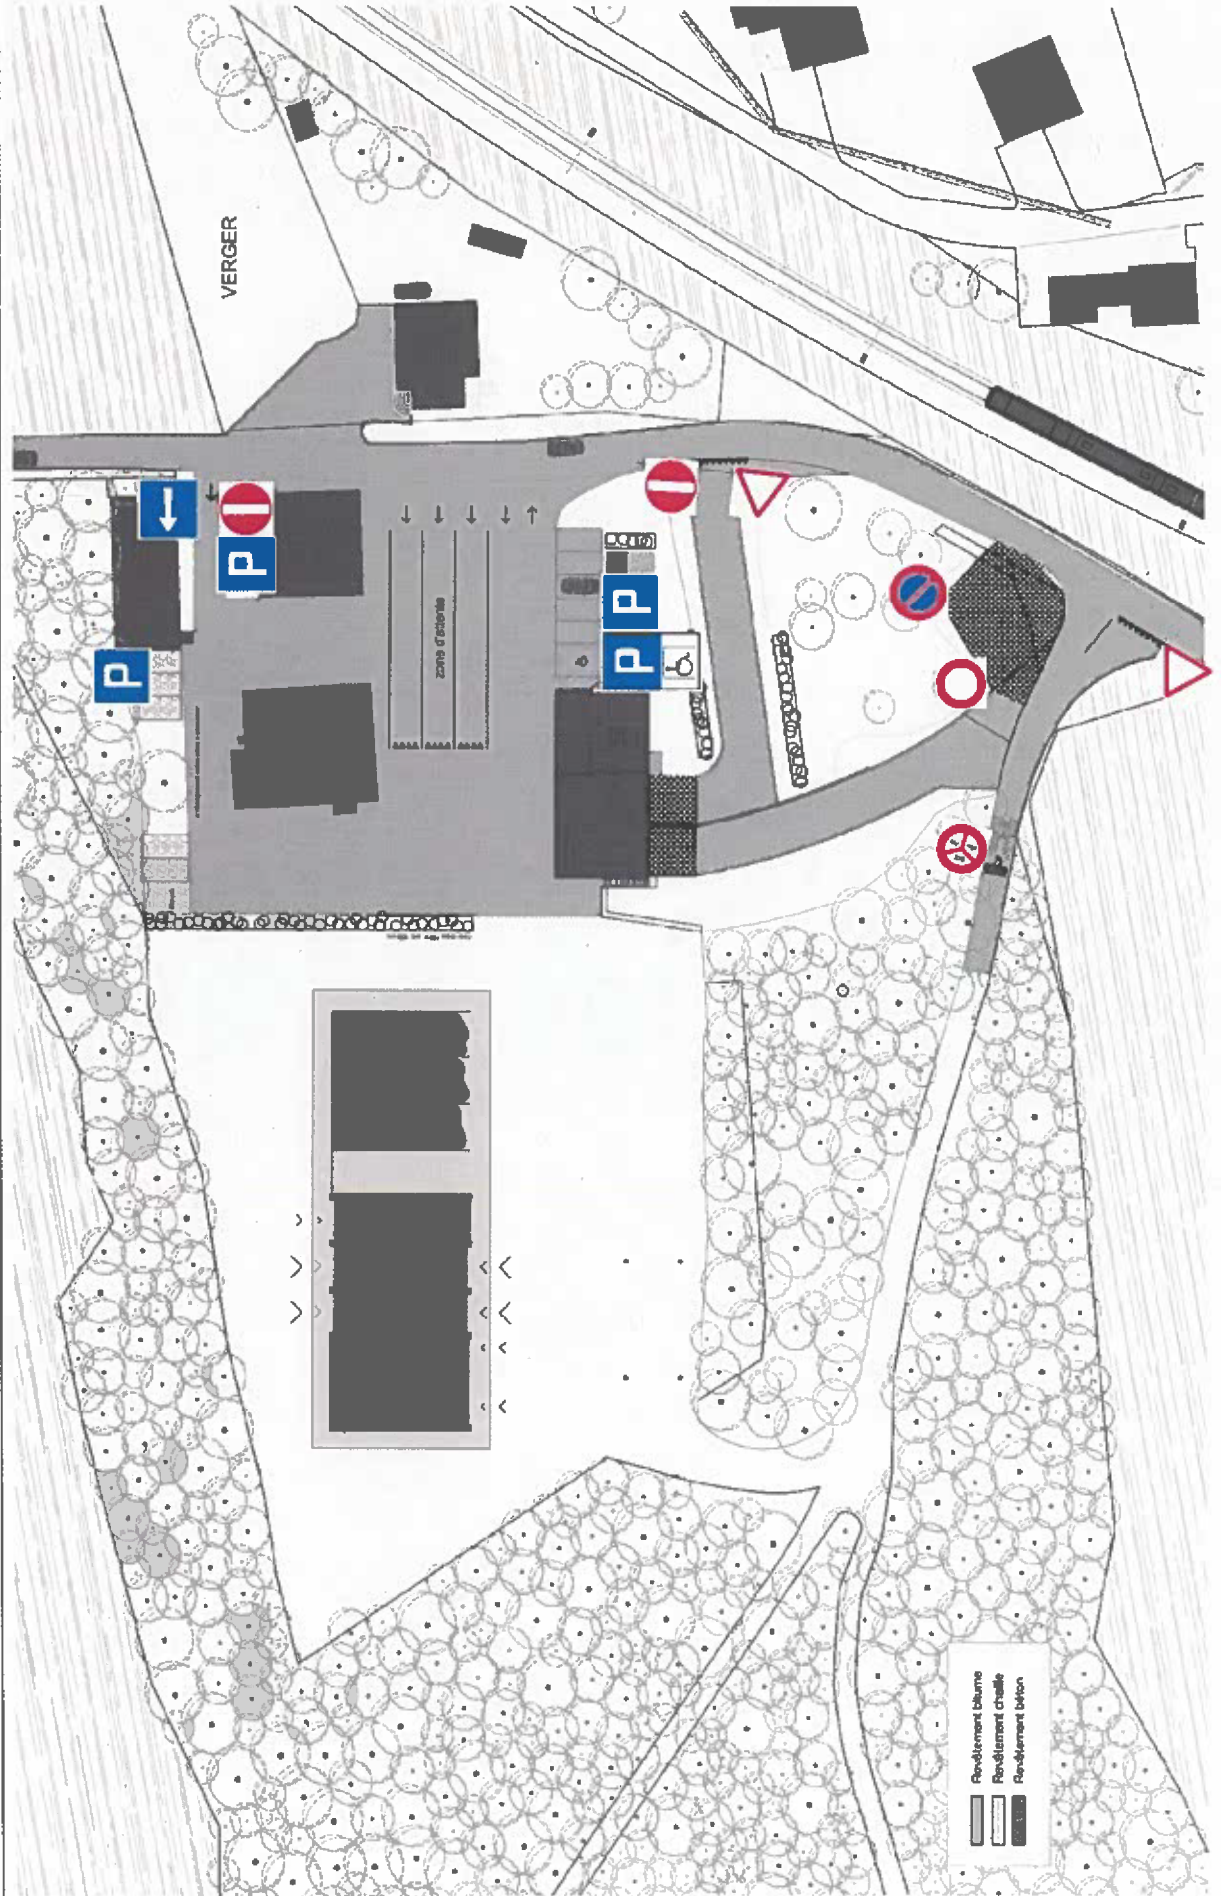 VERGER
P
P
zone d'attente
P
P
Revêtement bitume
Revêtement chaille
Revêtement béton